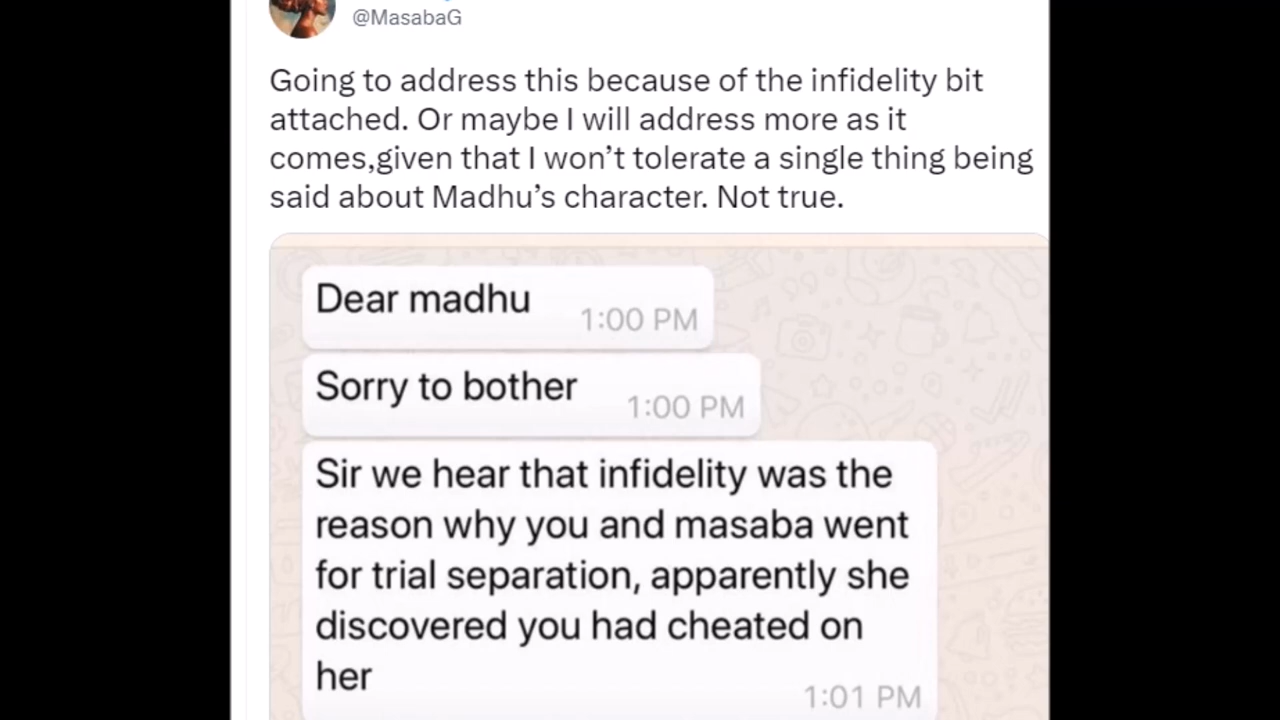 @MasabaG
Going to address this because of the infidelity bit
attached. Or maybe I will address more as it
comes,given that I won’t tolerate a single thing being
said about Madhu’s character. Not true.
Dear madhu
1:00 PM
Sorry to bother
1:00 PM
Sir we hear that infidelity was the
reason why you and masaba went
for trial separation, apparently she
discovered you had cheated on
her
1:01 PM